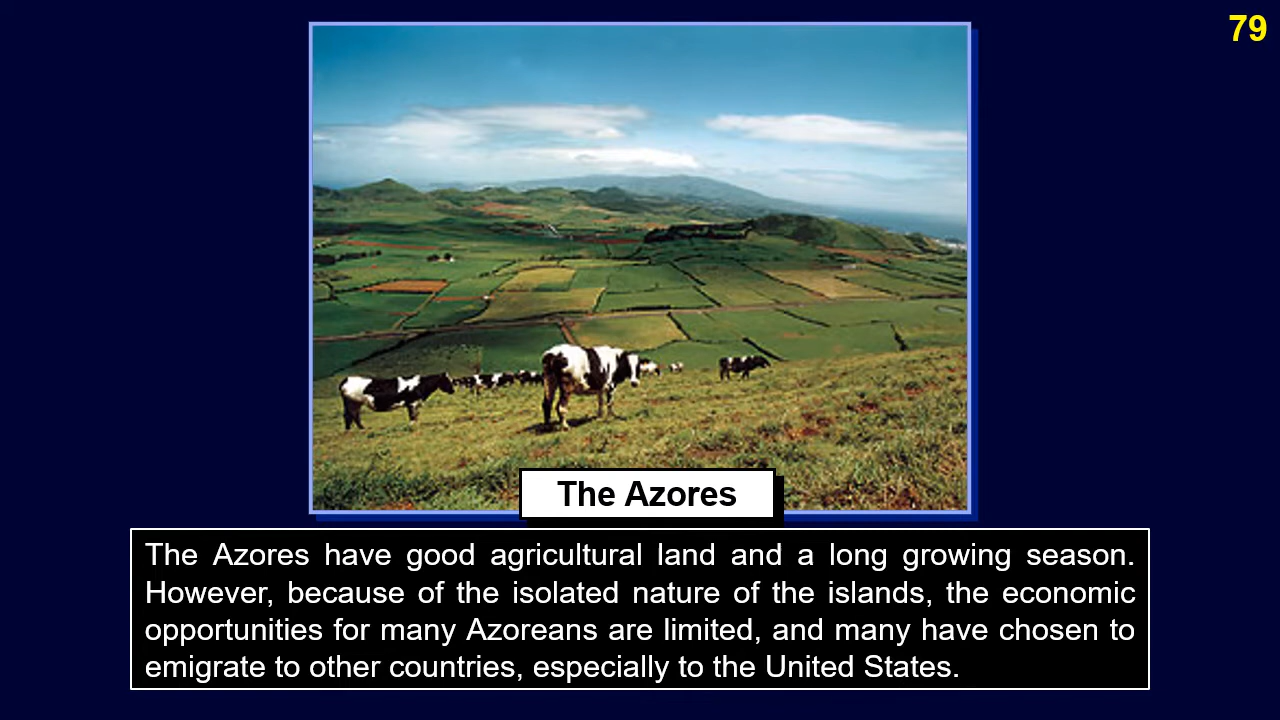 79
The Azores
The Azores have good agricultural land and a long growing season.
However, because of the isolated nature of the islands, the economic
opportunities for many Azoreans are limited, and many have chosen to
emigrate to other countries, especially to the United States.